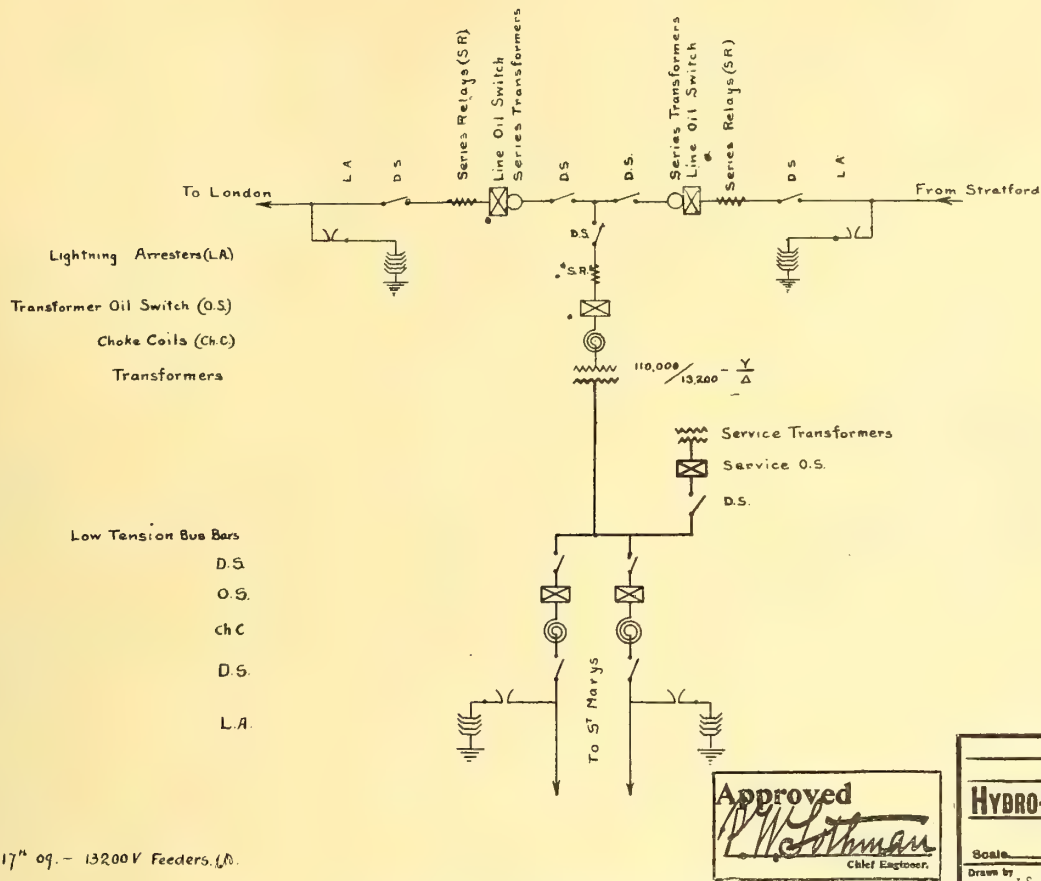 L A
D S
Series Relays (SR)
Line Oil Switch
Series Transformers
D S
D.S.
Series Transformers
Line Oil Switch
Series Relays (SR)
D S
L A
To London
From Stratford
D.S.
S.R.
Lightning Arresters (L.A.)
Transformer Oil Switch (O.S.)
Choke Coils (Ch.C)
Transformers
110,000/13,200 - Y/Δ
Service Transformers
Service O.S.
D.S.
Low Tension Bus Bars
D.S.
O.S.
ch C
D.S.
L.A.
To St Marys
17th 09. - 13200 V Feeders.
Approved
Chief Engineer.
HYDRO-
Scale
Drawn by